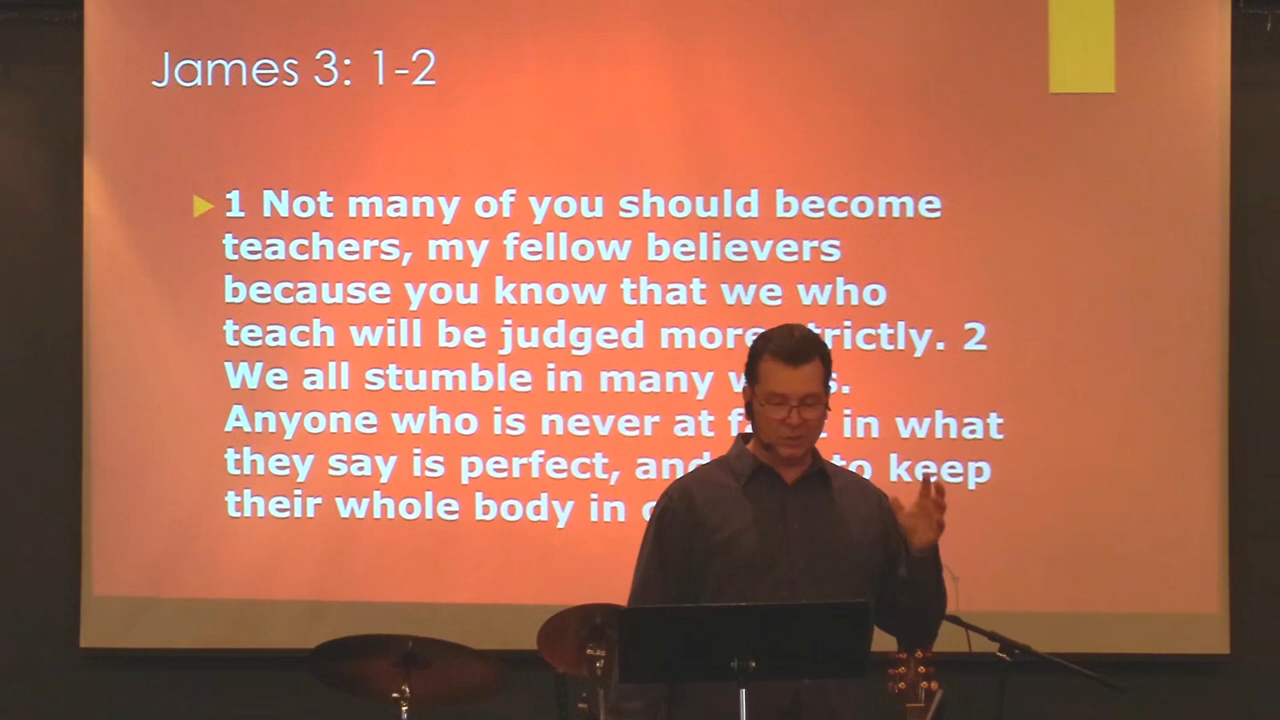 James 3: 1-2
1 Not many of you should become
teachers, my fellow believers
because you know that we who
teach will be judged more strictly. 2
We all stumble in many
Anyone who is never at in what
they say is perfect, and to keep
their whole body in